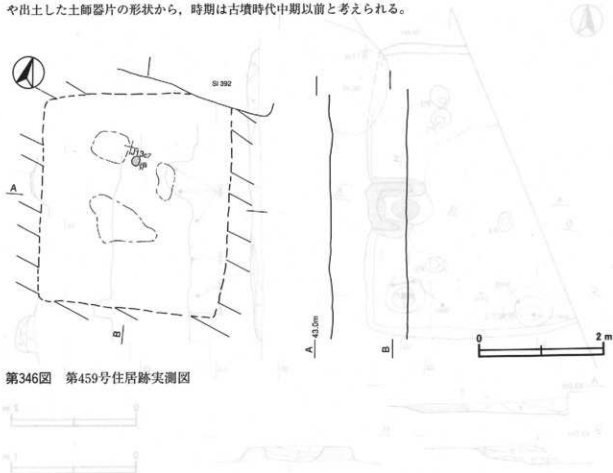 や出土した土師器片の形状から，時期は古墳時代中期以前と考えられる。
SI 392
J13c7
P1
A
B
A 43.0m
B
0 2 m
第346図 第459号住居跡実測図